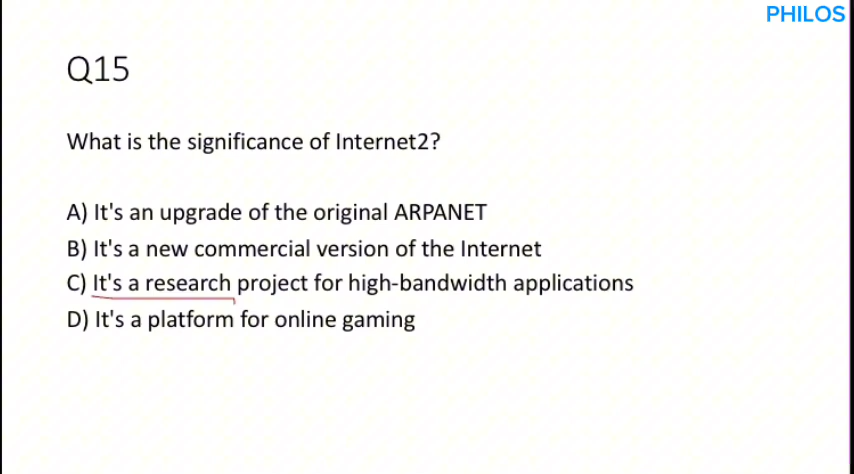 PHILOS
Q15
What is the significance of Internet2?
A) It's an upgrade of the original ARPANET
B) It's a new commercial version of the Internet
C) It's a research project for high-bandwidth applications
D) It's a platform for online gaming